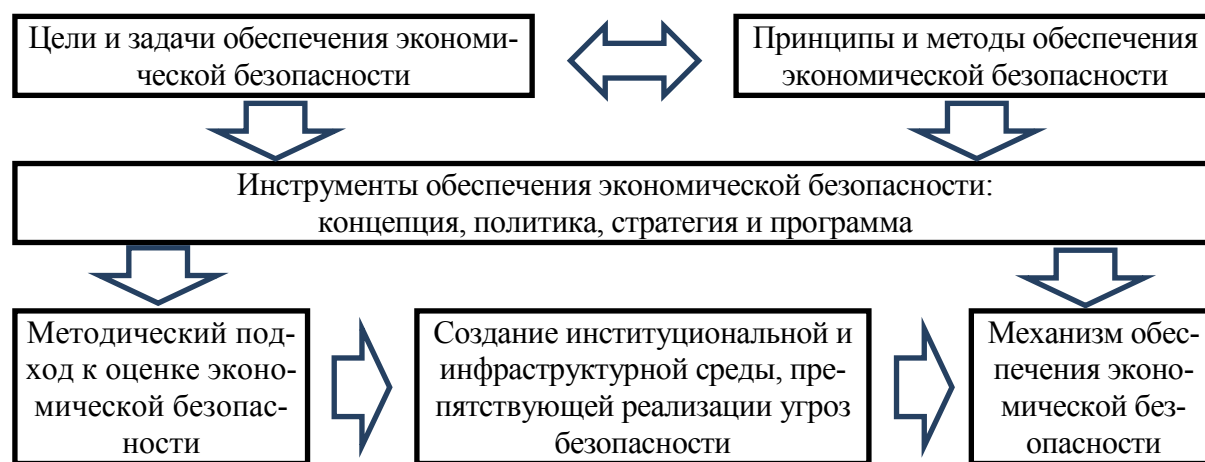 Цели и задачи обеспечения экономи-
ческой безопасности
Принципы и методы обеспечения
экономической безопасности
Инструменты обеспечения экономической безопасности:
концепция, политика, стратегия и программа
Методический под-
ход к оценке эконо-
мической безопас-
ности
Создание институциональной и
инфраструктурной среды, пре-
пятствующей реализации угроз
безопасности
Механизм обес-
печения эконо-
мической без-
опасности